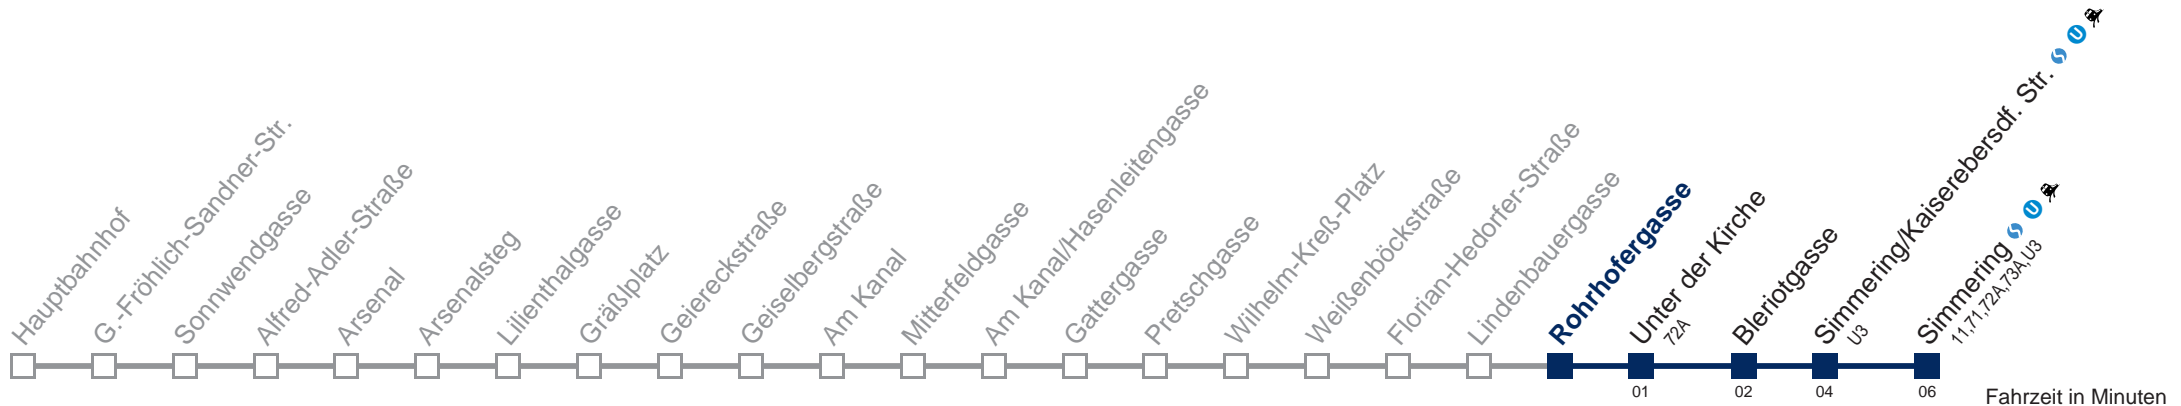 Hauptbahnhof
G.-Fröhlich-Sandner-Str.
Sonnwendgasse
Alfred-Adler-Straße
Arsenal
Arsenalsteg
Lilienthalgasse
Gräßlplatz
Geiereckstraße
Geiselbergstraße
Am Kanal
Mitterfeldgasse
Am Kanal/Hasenleitengasse
Gattergasse
Pretschgasse
Wilhelm-Kreß-Platz
Weißenböckstraße
Florian-Hedorfer-Straße
Lindenbauergasse
Rohrhofergasse
Unter der Kirche
72A
Bleriotgasse
Simmering/Kaiserebersdf. Str. S U
U3
Simmering S U
11,71,72A,73A,U3
01
02
04
06
Fahrzeit in Minuten